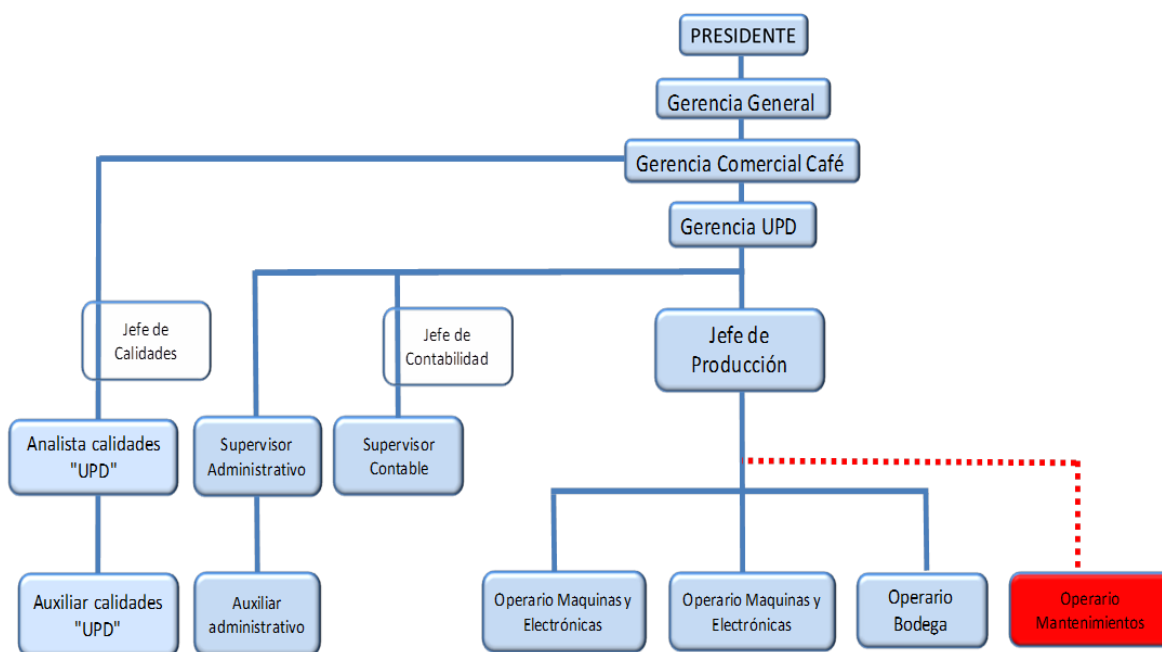 PRESIDENTE
Gerencia General
Gerencia Comercial Café
Gerencia UPD
Jefe de
Calidades
Jefe de
Contabilidad
Jefe de
Producción
Analista calidades
"UPD"
Supervisor
Administrativo
Supervisor
Contable
Auxiliar calidades
"UPD"
Auxiliar
administrativo
Operario Maquinas y
Electrónicas
Operario Maquinas y
Electrónicas
Operario
Bodega
Operario
Mantenimientos